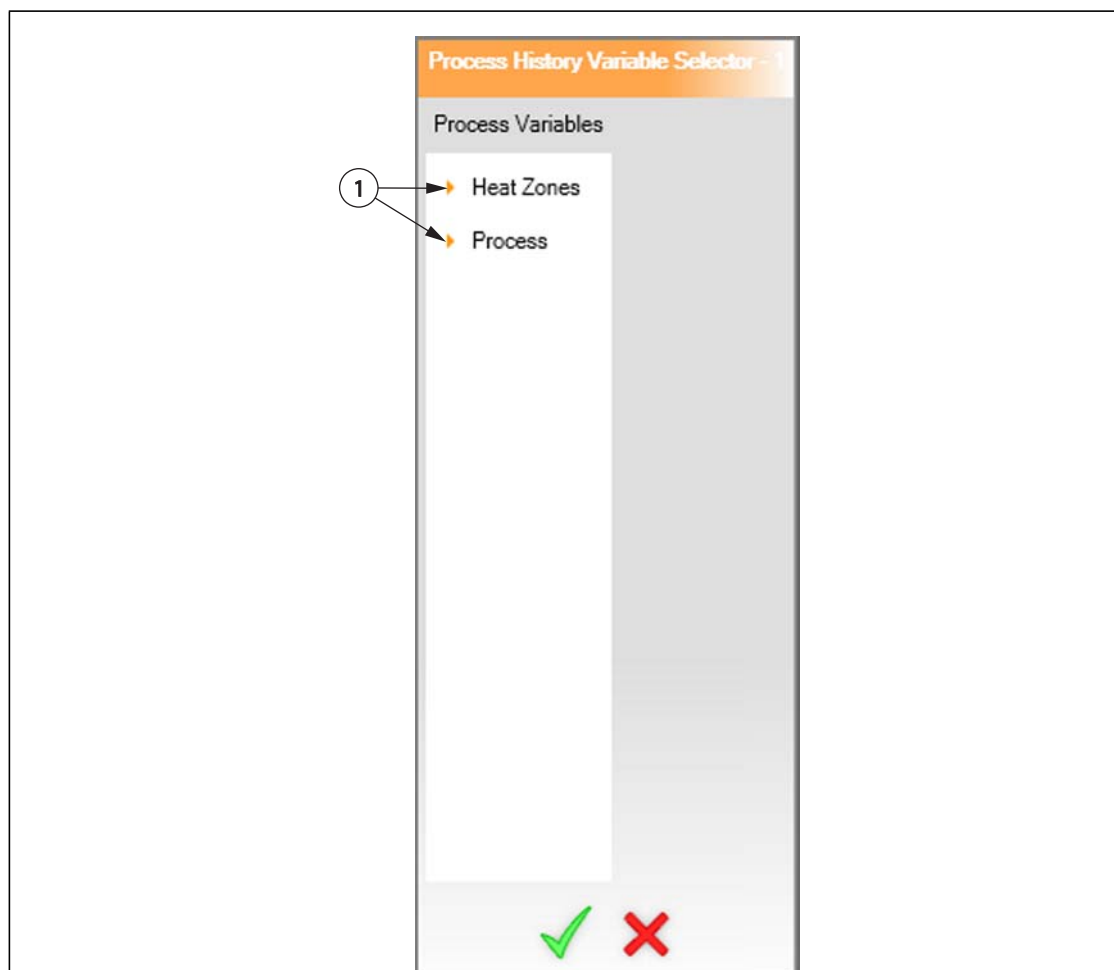 Process History Variable Selector - 1
Process Variables
1
Heat Zones
Process